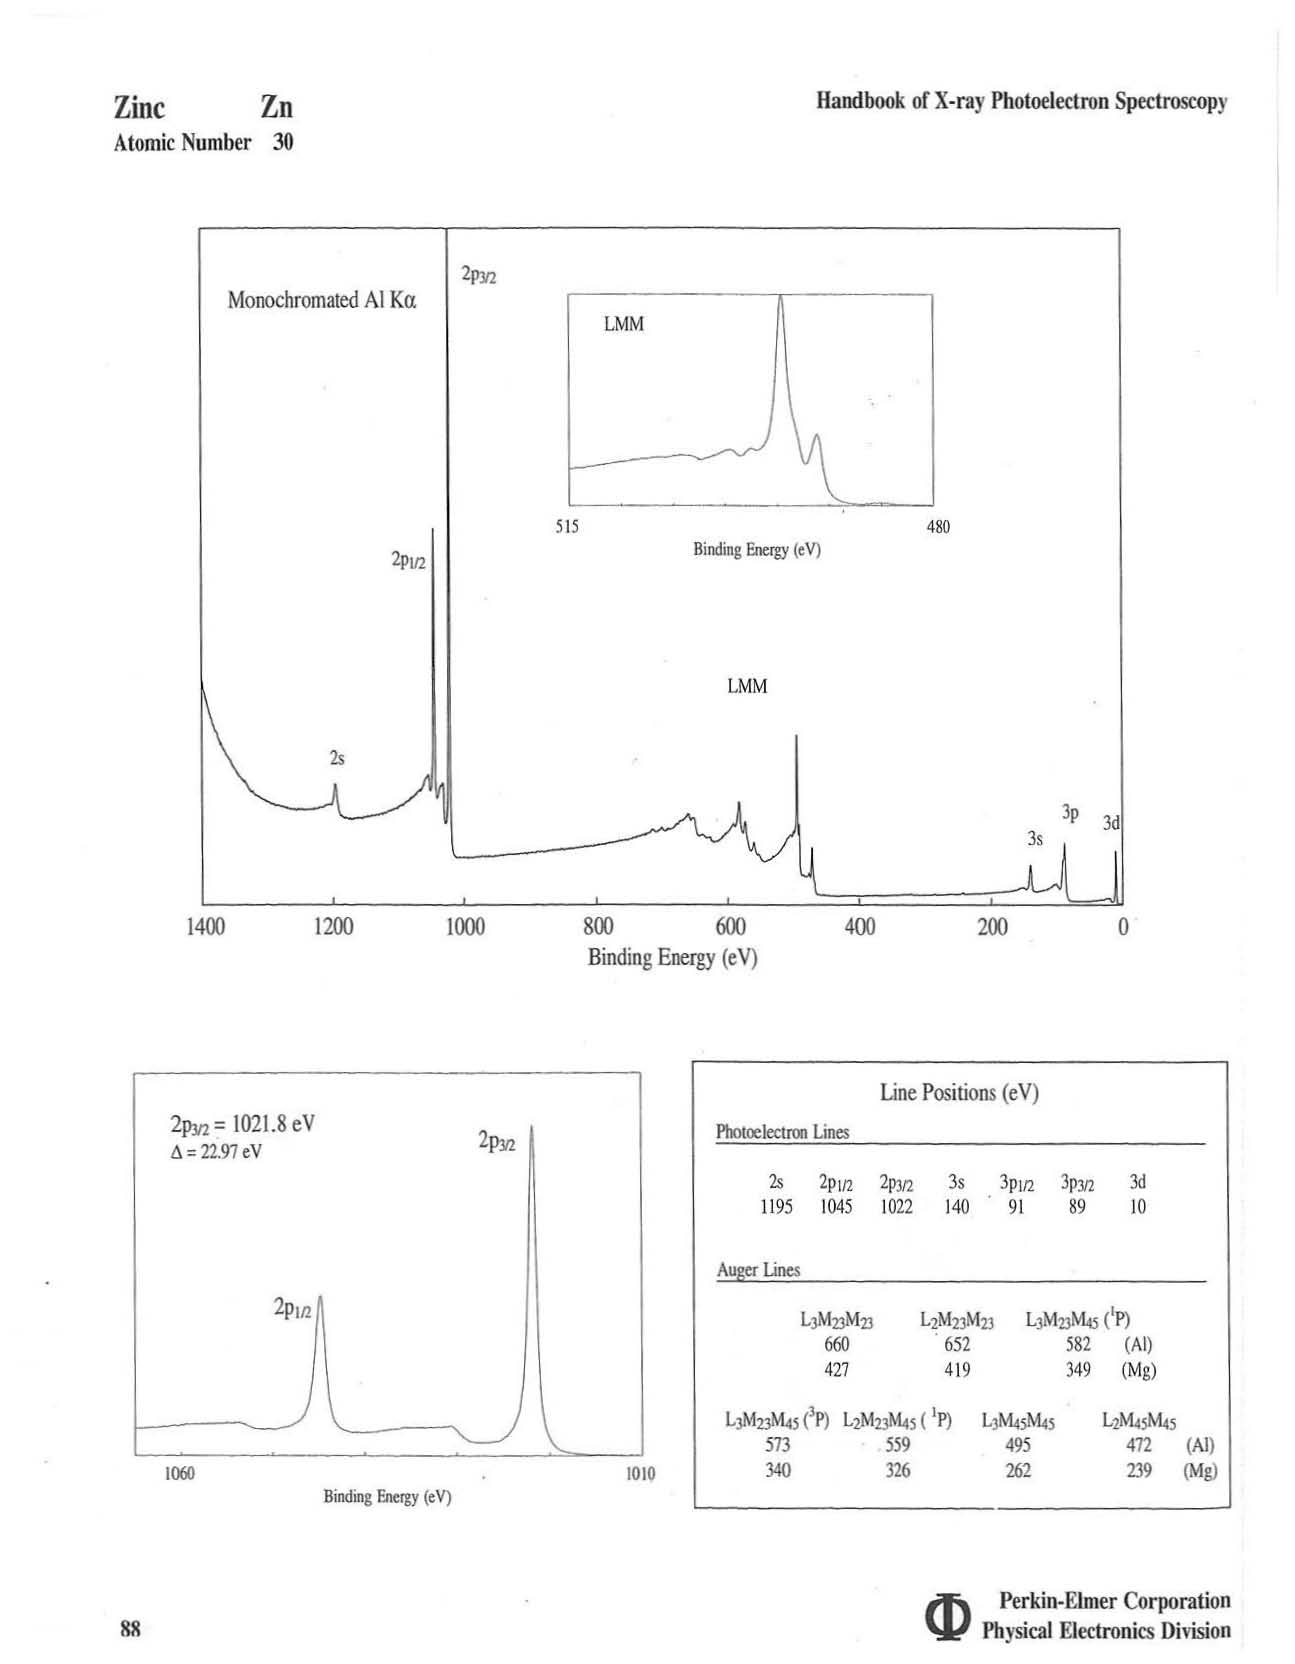 Zinc Zn
Atomic Number 30
Handbook of X-ray Photoelectron Spectroscopy
Monochromated Al Kα
2p3/2
LMM
515 480
Binding Energy (eV)
2p1/2
LMM
2s
3s
3p
3d
1400 1200 1000 800 600 400 200 0
Binding Energy (eV)
2p3/2 = 1021.8 eV
Δ = 22.97 eV
2p3/2
2p1/2
1060 1010
Binding Energy (eV)
Line Positions (eV)
Photoelectron Lines
2s 2p1/2 2p3/2 3s 3p1/2 3p3/2 3d
1195 1045 1022 140 91 89 10
Auger Lines
L3M23M23 L2M23M23 L3M23M45 (1P)
660 652 582 (Al)
427 419 349 (Mg)
L3M23M45 (3P) L2M23M45 (1P) L3M45M45 L2M45M45
573 559 495 472 (Al)
340 326 262 239 (Mg)
88
Perkin-Elmer Corporation
Physical Electronics Division